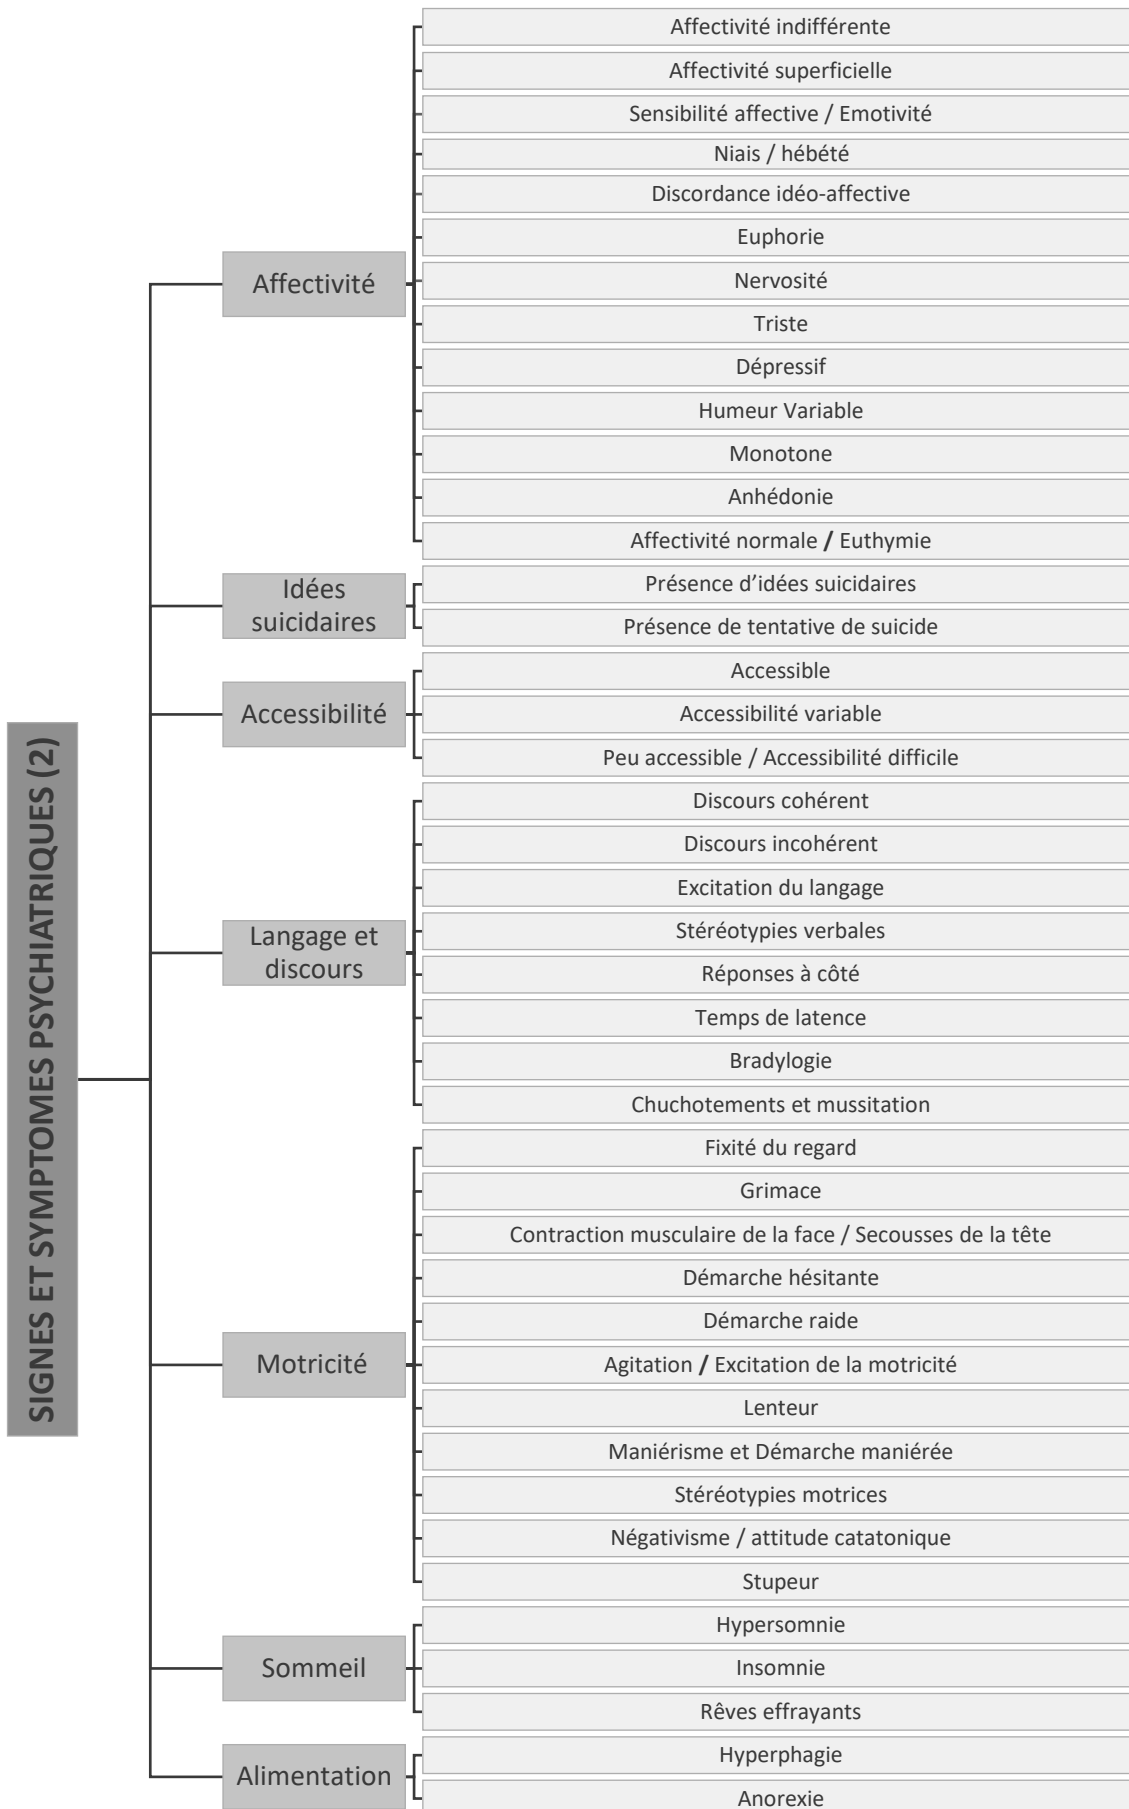 SIGNES ET SYMPTOMES PSYCHIATRIQUES (2)
Affectivité
Affectivité indifférente
Affectivité superficielle
Sensibilité affective / Emotivité
Niais / hébété
Discordance idéo-affective
Euphorie
Nervosité
Triste
Dépressif
Humeur Variable
Monotone
Anhédonie
Affectivité normale / Euthymie
Idées
suicidaires
Présence d’idées suicidaires
Présence de tentative de suicide
Accessibilité
Accessible
Accessibilité variable
Peu accessible / Accessibilité difficile
Langage et
discours
Discours cohérent
Discours incohérent
Excitation du langage
Stéréotypies verbales
Réponses à côté
Temps de latence
Bradylogie
Chuchotements et mussitation
Motricité
Fixité du regard
Grimace
Contraction musculaire de la face / Secousses de la tête
Démarche hésitante
Démarche raide
Agitation / Excitation de la motricité
Lenteur
Maniérisme et Démarche maniérée
Stéréotypies motrices
Négativisme / attitude catatonique
Stupeur
Sommeil
Hypersomnie
Insomnie
Rêves effrayants
Alimentation
Hyperphagie
Anorexie